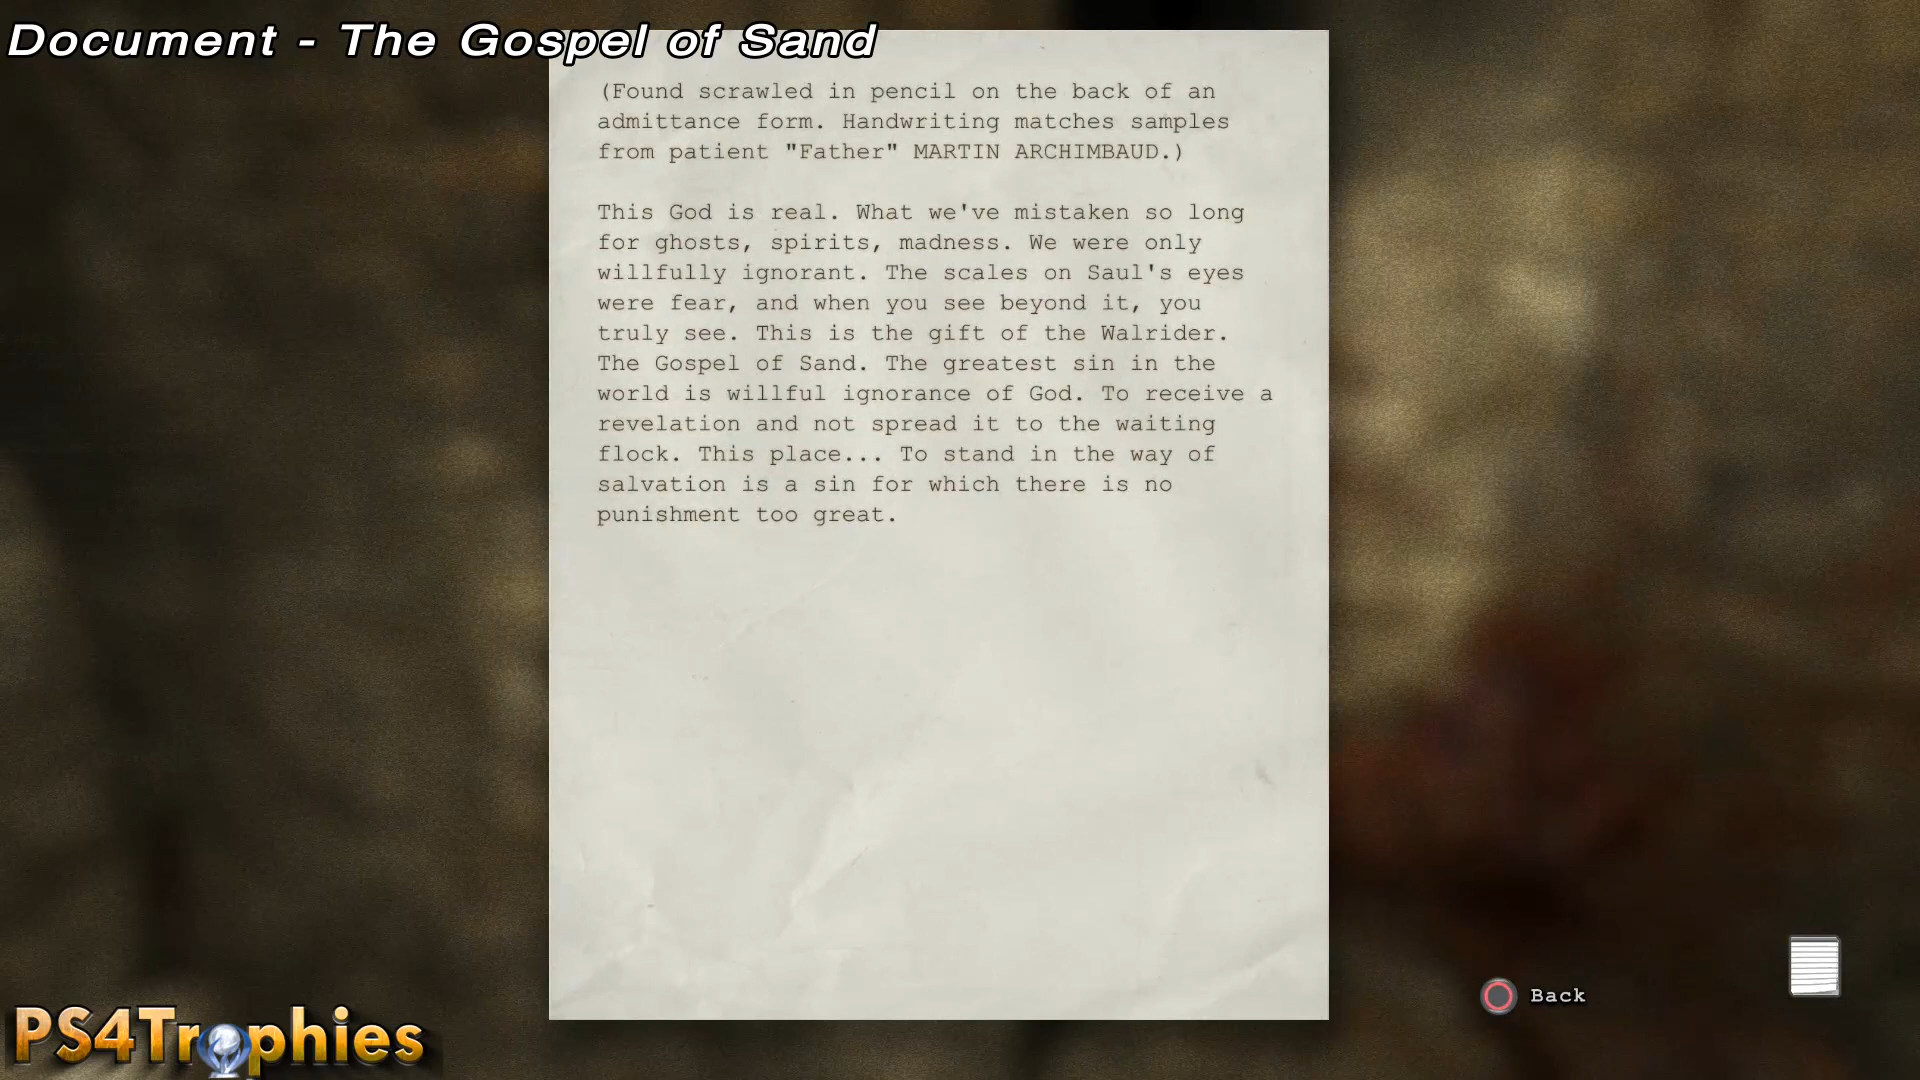 Document - The Gospel of Sand
(Found scrawled in pencil on the back of an
admittance form. Handwriting matches samples
from patient "Father" MARTIN ARCHIMBAUD.)
This God is real. What we've mistaken so long
for ghosts, spirits, madness. We were only
willfully ignorant. The scales on Saul's eyes
were fear, and when you see beyond it, you
truly see. This is the gift of the Walrider.
The Gospel of Sand. The greatest sin in the
world is willful ignorance of God. To receive a
revelation and not spread it to the waiting
flock. This place... To stand in the way of
salvation is a sin for which there is no
punishment too great.
Back
PS4Trophies